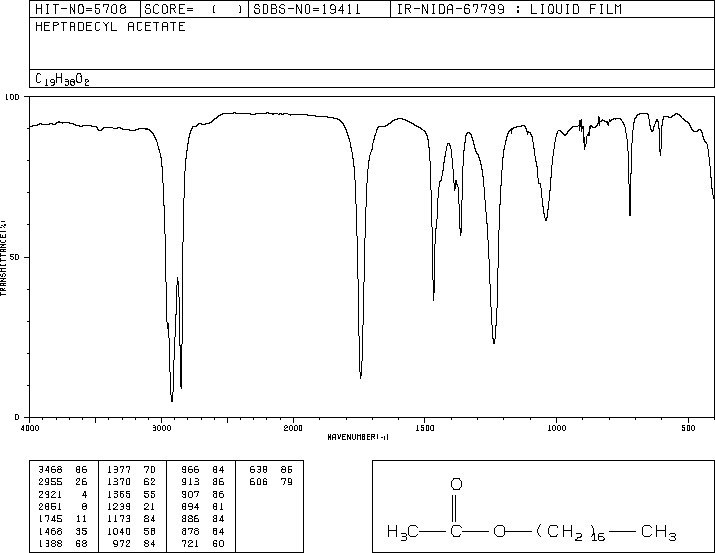 HIT-NO=5708 SCORE= ( ) SDBS-NO=19411 IR-NIDA-67799 : LIQUID FILM
HEPTADECYL ACETATE
C19H38O2
100
50
0
TRANSMITTANCE(%)
4000 3000 2000 1500 1000 500
WAVENUMBER(-1)
3468 86 1377 70 966 84 638 85
2955 26 1370 62 913 86 606 79
2921 4 1365 55 907 86
2851 8 1239 21 894 81
1745 11 1173 84 886 84
1468 35 1040 58 878 84
1388 68 972 84 721 60
O
H3C C O (CH2)16 CH3